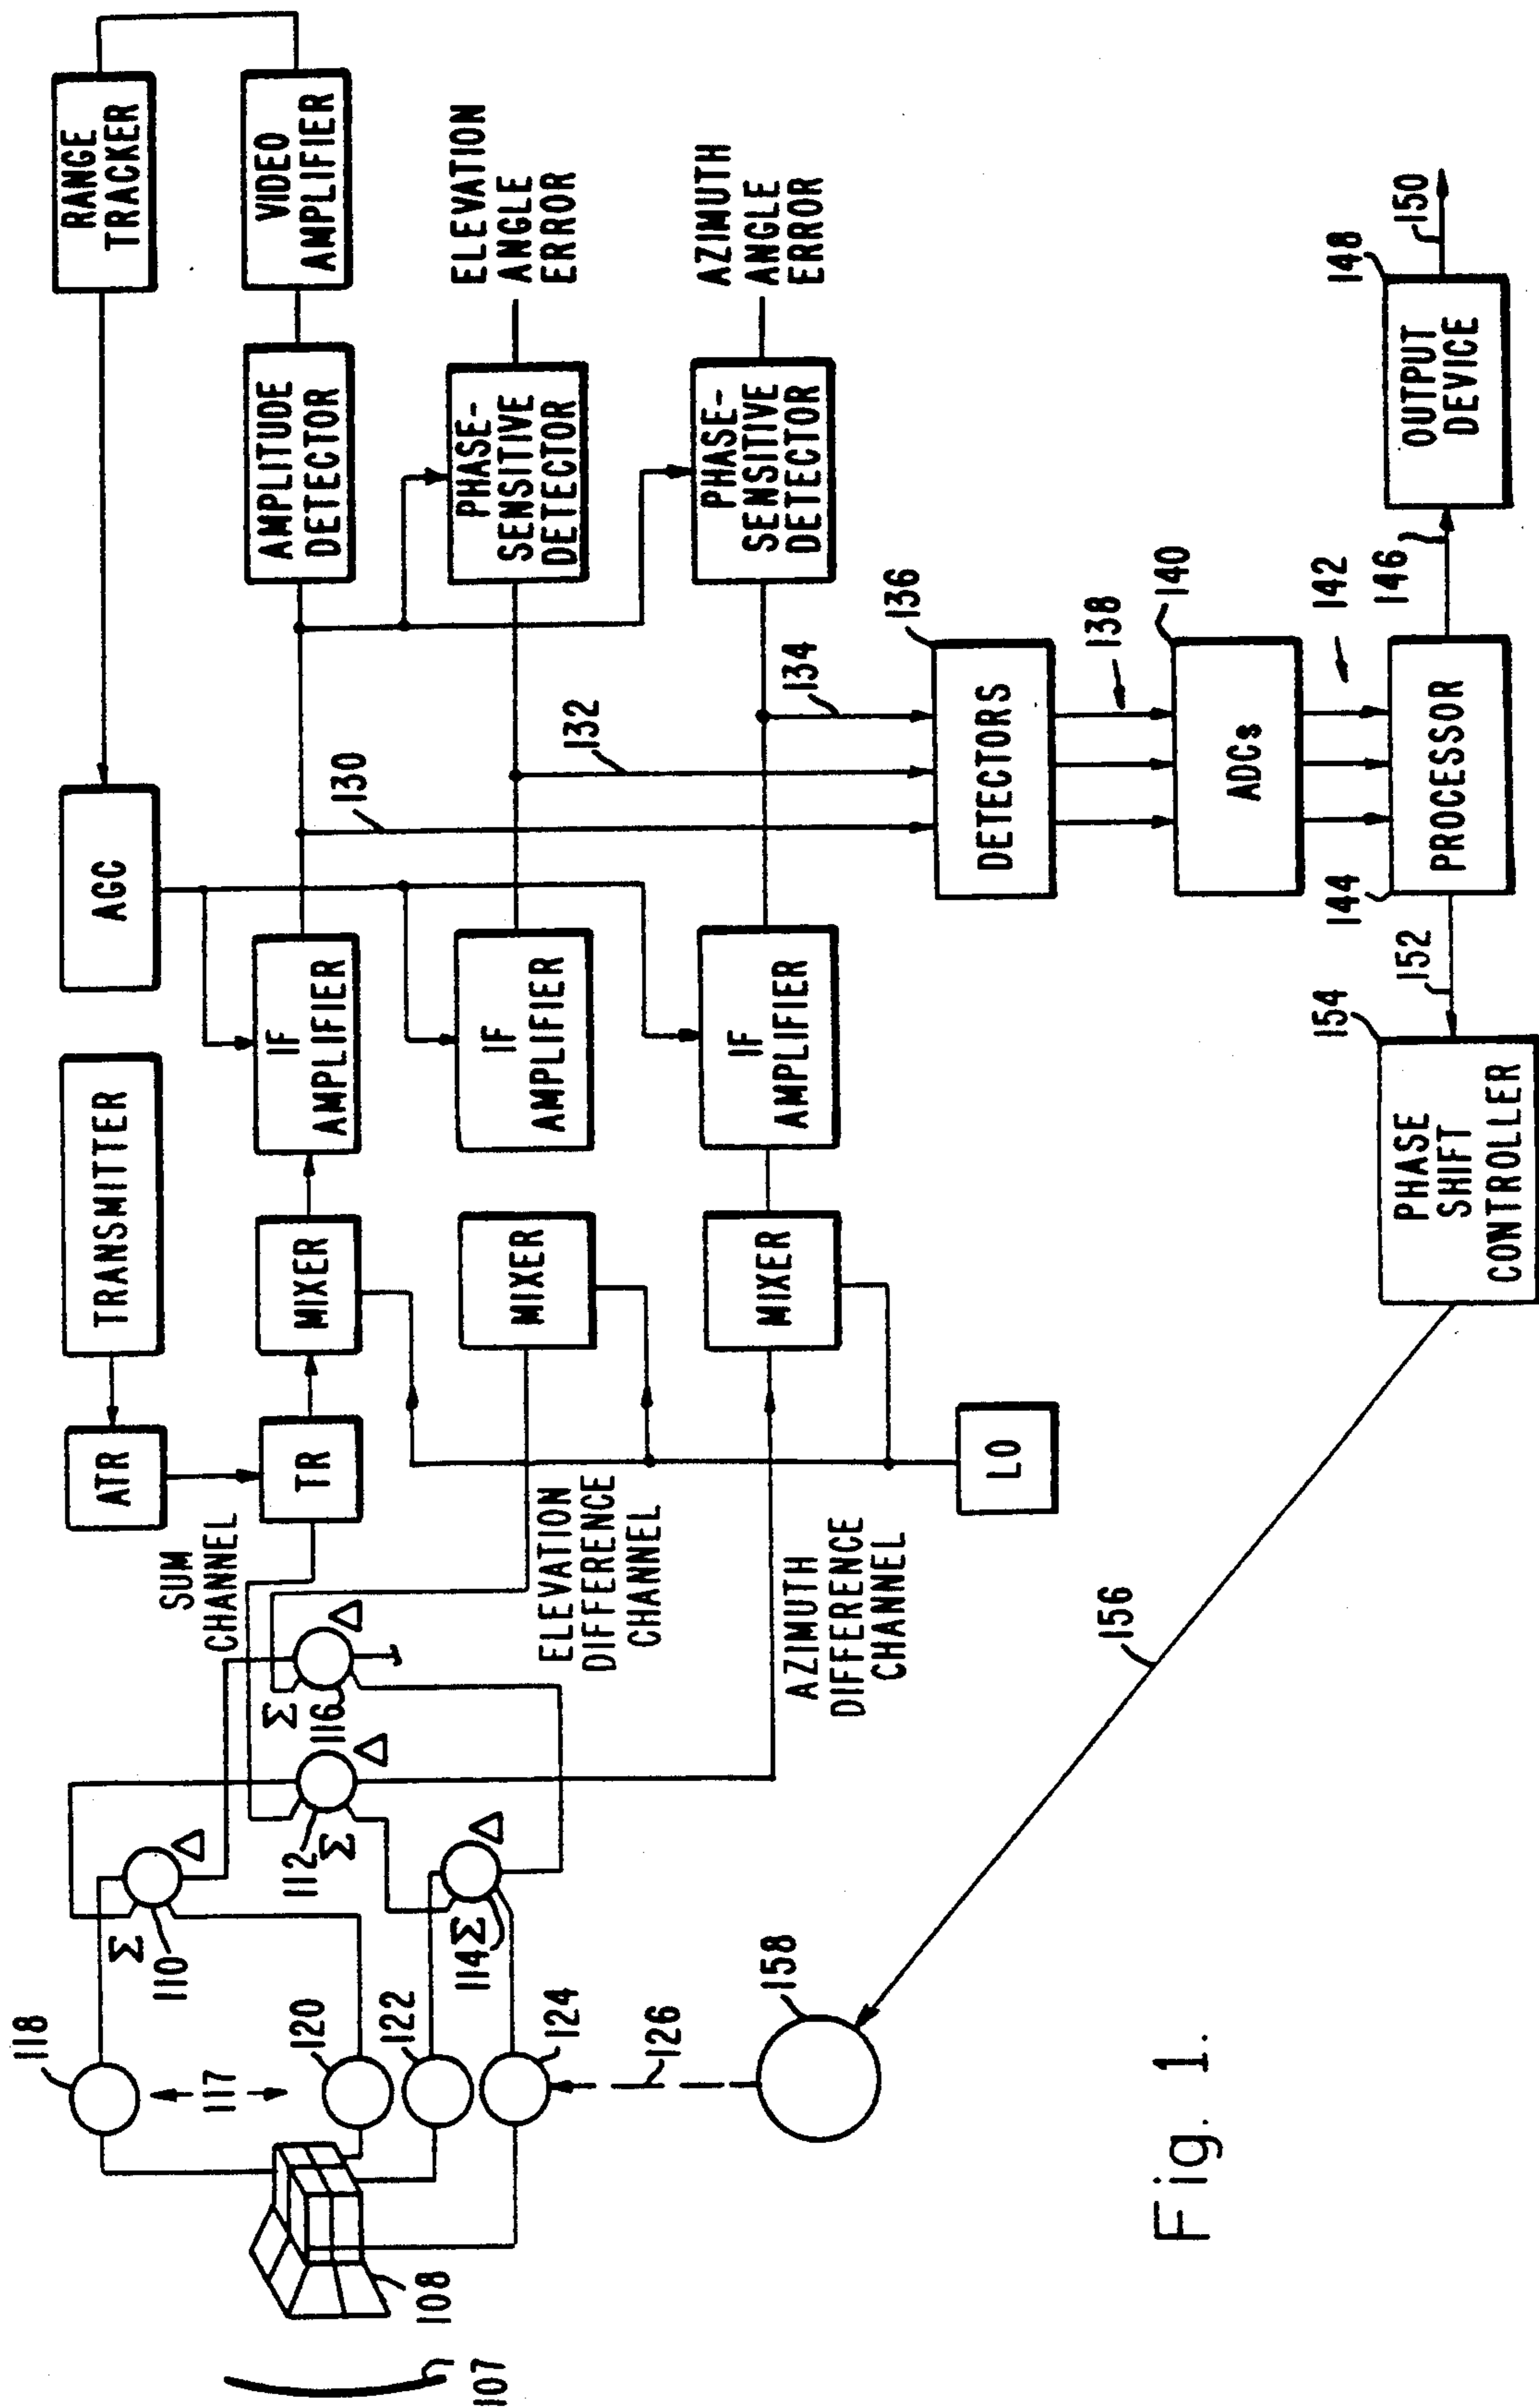 RANGE
TRACKER
VIDEO
AMPLIFIER
ELEVATION
ANGLE
ERROR
AZIMUTH
ANGLE
ERROR
AMPLITUDE
DETECTOR
PHASE-
SENSITIVE
DETECTOR
PHASE-
SENSITIVE
DETECTOR
AGC
130
132
134
TRANSMITTER
IF
AMPLIFIER
IF
AMPLIFIER
IF
AMPLIFIER
MIXER
MIXER
MIXER
ATR
TR
LO
SUM
CHANNEL
ELEVATION
DIFFERENCE
CHANNEL
AZIMUTH
DIFFERENCE
CHANNEL
Σ
Δ
116
Σ
Δ
112
Σ
Δ
110
Σ
Δ
114
118
117
120
122
124
126
108
107
158
156
DETECTORS
136
138
ADCs
140
142
PROCESSOR
144
146
OUTPUT
DEVICE
148
150
152
PHASE
SHIFT
CONTROLLER
154
Fig. 1.